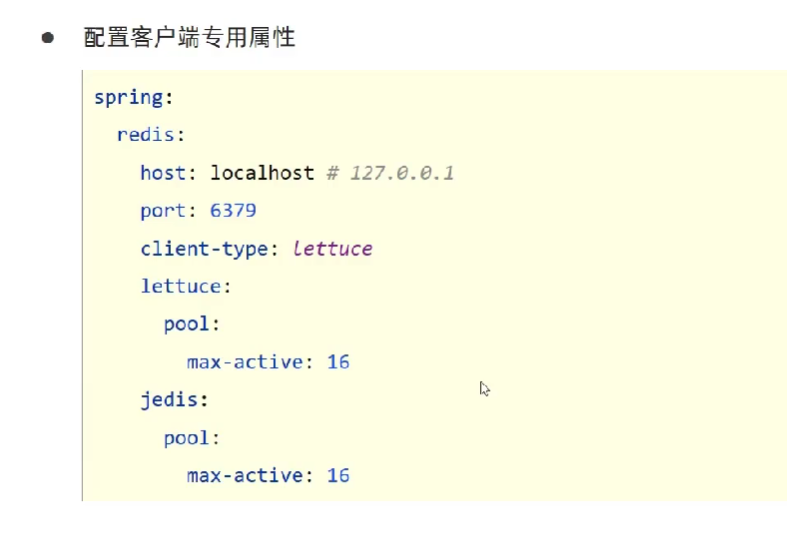 ● 配置客户端专用属性
spring:
  redis:
    host: localhost # 127.0.0.1
    port: 6379
    client-type: lettuce
    lettuce:
      pool:
        max-active: 16
    jedis:
      pool:
        max-active: 16